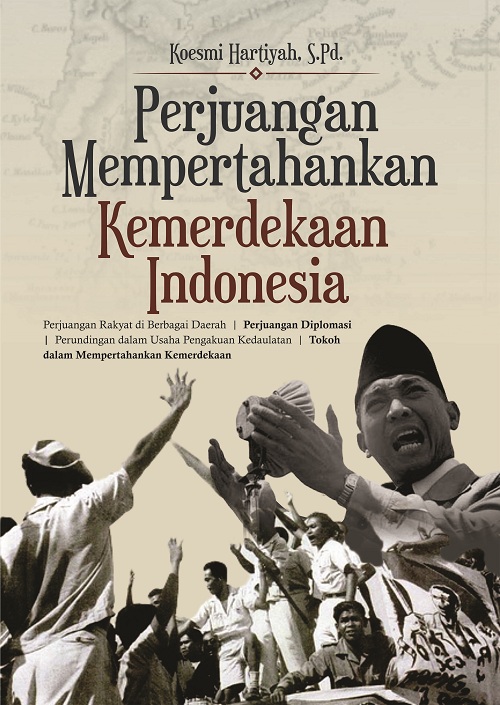 Koesmi Hartiyah, S.Pd.
Perjuangan
Mempertahankan
Kemerdekaan
Indonesia
Perjuangan Rakyat di Berbagai Daerah | Perjuangan Diplomasi
| Perundingan dalam Usaha Pengakuan Kedaulatan | Tokoh
dalam Mempertahankan Kemerdekaan